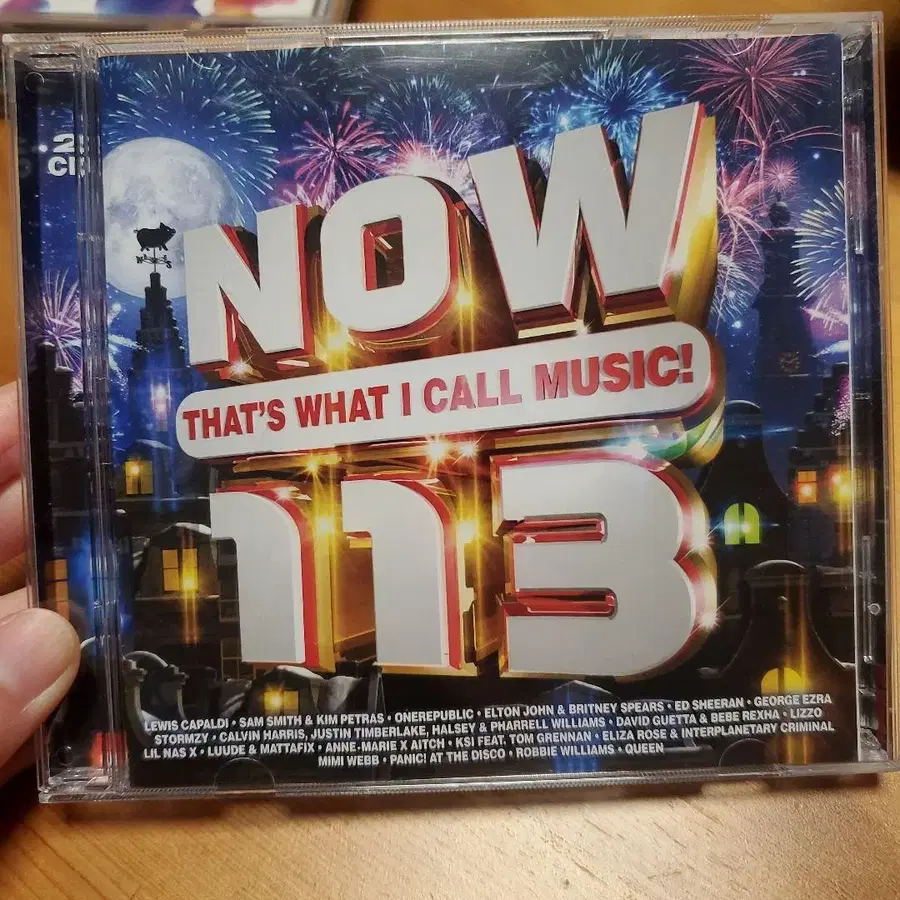 2
CD
NOW
THAT'S WHAT I CALL MUSIC!
113
LEWIS CAPALDI • SAM SMITH & KIM PETRAS • ONEREPUBLIC • ELTON JOHN & BRITNEY SPEARS • ED SHEERAN • GEORGE EZRA
STORMZY • CALVIN HARRIS, JUSTIN TIMBERLAKE, HALSEY & PHARRELL WILLIAMS • DAVID GUETTA & BEBE REXHA • LIZZO
LIL NAS X • LUUDE & MATTAFIX • ANNE-MARIE X AITCH • KSI FEAT. TOM GRENNAN • ELIZA ROSE & INTERPLANETARY CRIMINAL
MIMI WEBB • PANIC! AT THE DISCO • ROBBIE WILLIAMS • QUEEN